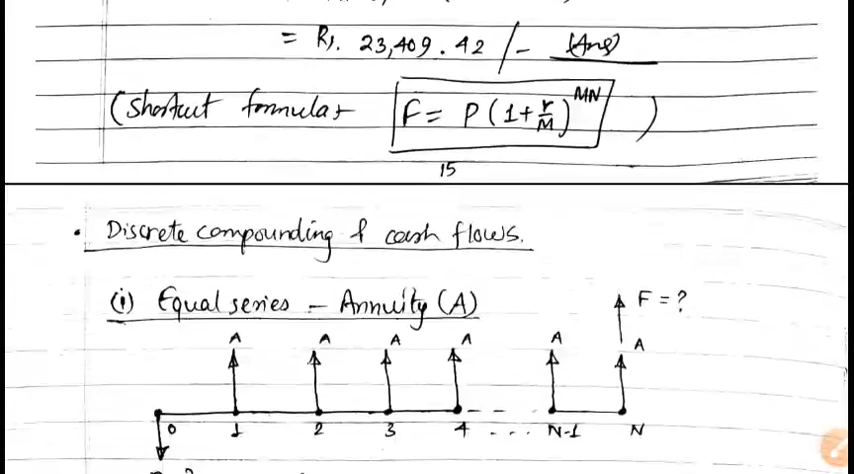 = Rs. 23,409.42 /- (Ans)
(Shortcut formula:- F = P(1+r/M)^MN )
15
• Discrete compounding & cash flows.
(i) Equal series - Annuity (A)
F = ?
A A A A A A
0 1 2 3 4 ... N-1 N